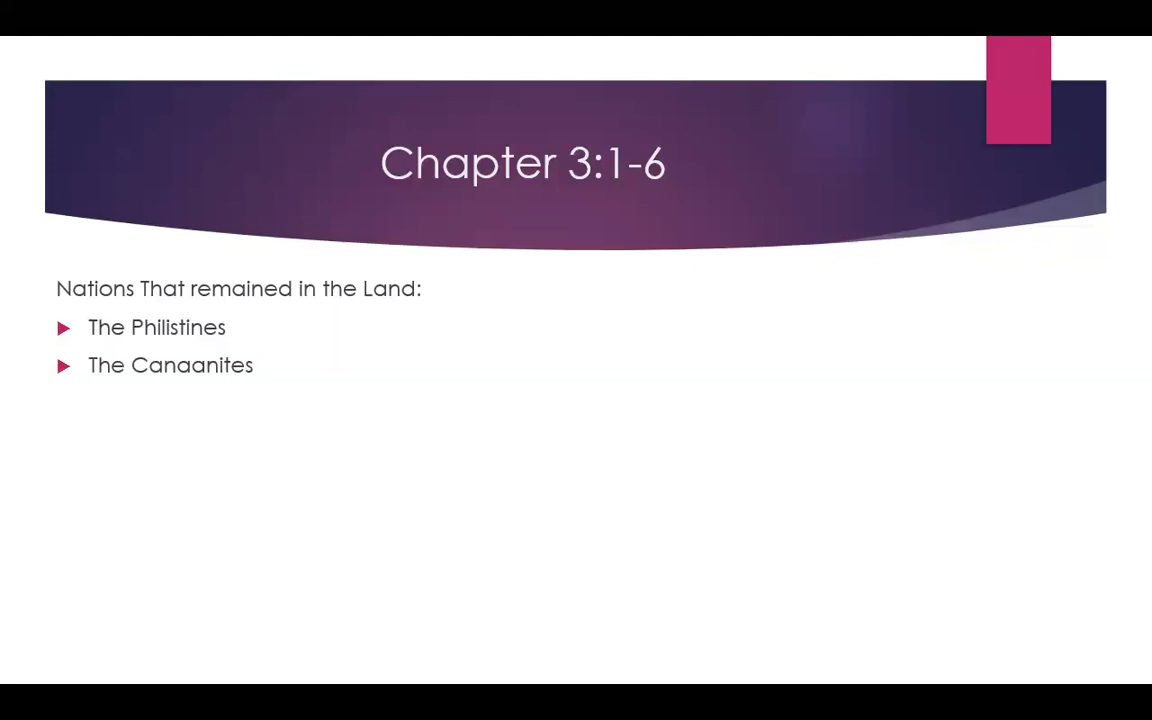 Chapter 3:1-6
Nations That remained in the Land:
The Philistines
The Canaanites